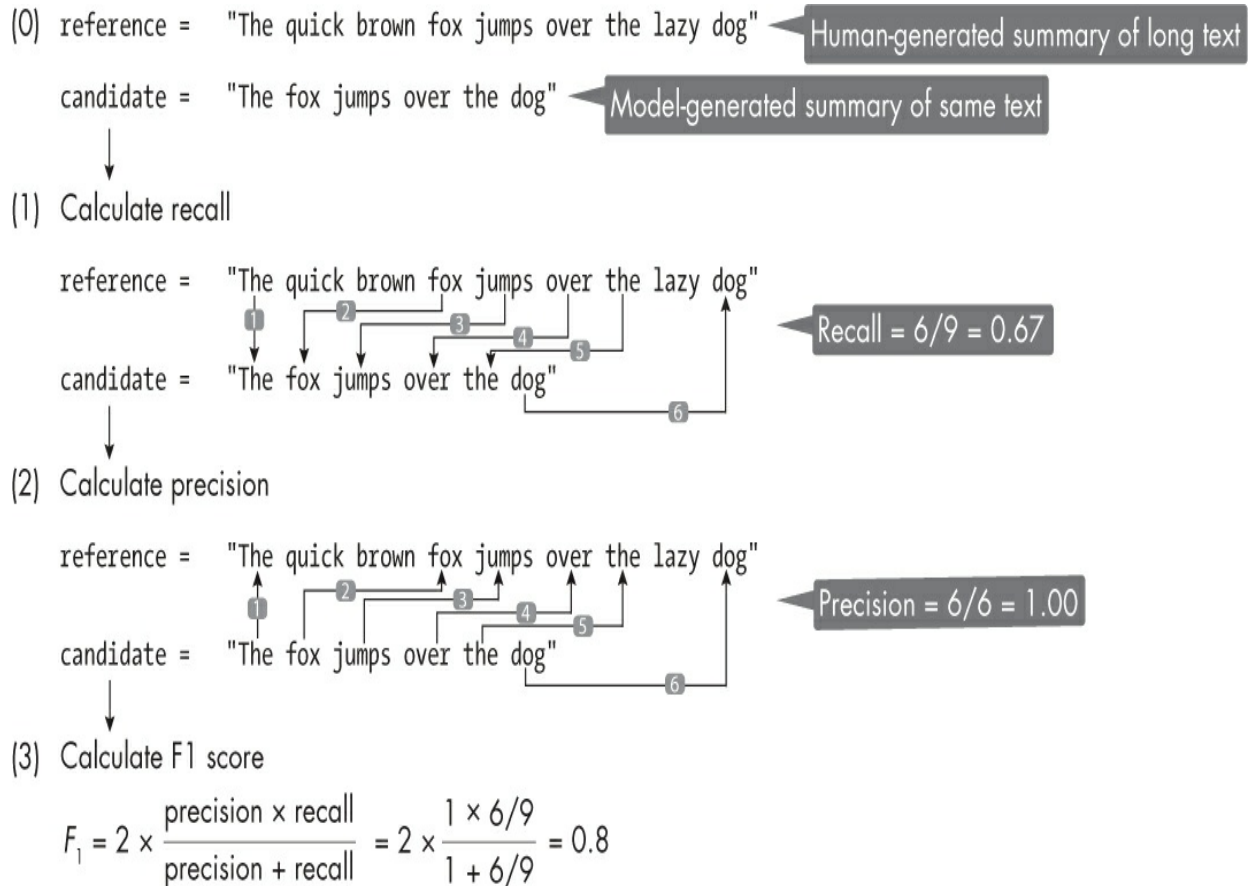 (0) reference = "The quick brown fox jumps over the lazy dog" Human-generated summary of long text
candidate = "The fox jumps over the dog" Model-generated summary of same text
(1) Calculate recall
reference = "The quick brown fox jumps over the lazy dog"
1 2 3 4 5
Recall = 6/9 = 0.67
candidate = "The fox jumps over the dog"
6
(2) Calculate precision
reference = "The quick brown fox jumps over the lazy dog"
1 2 3 4 5
Precision = 6/6 = 1.00
candidate = "The fox jumps over the dog"
6
(3) Calculate F1 score
F₁ = 2 × precision × recall / precision + recall = 2 × 1 × 6/9 / 1 + 6/9 = 0.8